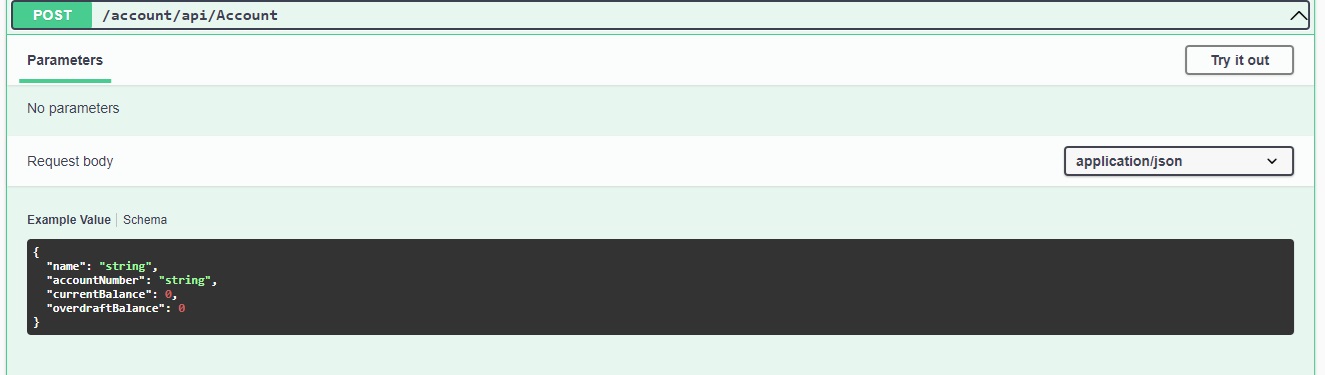 POST /account/api/Account
Parameters Try it out
No parameters
Request body application/json
Example Value Schema
{
"name": "string",
"accountNumber": "string",
"currentBalance": 0,
"overdraftBalance": 0
}